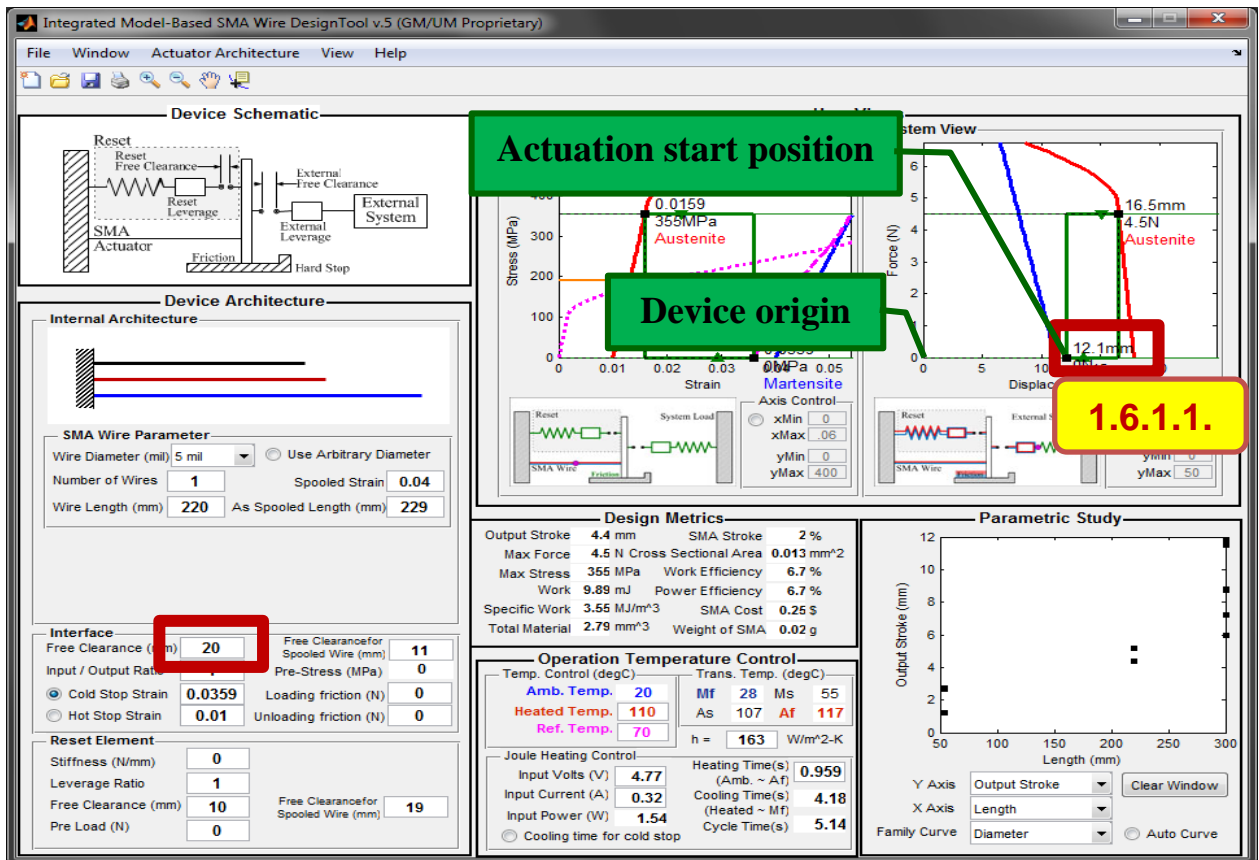 Integrated Model-Based SMA Wire DesignTool v.5 (GM/UM Proprietary)
File Window Actuator Architecture View Help
Device Schematic
Reset
Reset
Free Clearance
Reset
Leverage
External
Free Clearance
External
Leverage
External
System
SMA
Actuator
Friction
Hard Stop
Device Architecture
Internal Architecture
SMA Wire Parameter
Wire Diameter (mil) 5 mil Use Arbitrary Diameter
Number of Wires 1 Spooled Strain 0.04
Wire Length (mm) 220 As Spooled Length (mm) 229
Interface
Free Clearance (mm) 20 Free Clearancefor
Spooled Wire (mm) 11
Input / Output Ratio Pre-Stress (MPa) 0
Cold Stop Strain 0.0359 Loading friction (N) 0
Hot Stop Strain 0.01 Unloading friction (N) 0
Reset Element
Stiffness (N/mm) 0
Leverage Ratio 1
Free Clearance (mm) 10 Free Clearancefor
Spooled Wire (mm) 19
Pre Load (N) 0
Actuation start position
Device origin
300
200
100
0
Stress (MPa)
0 0.01 0.02 0.03 0.04 0.05
Strain
0.0159
355MPa
Austenite
0MPa
Martensite
Reset
System Load
SMA Wire
Friction
Axis Control
xMin 0
xMax .06
yMin 0
yMax 400
System View
6
5
4
3
2
0
Force (N)
0 5
16.5mm
4.5N
Austenite
12.1mm
1.6.1.1.
Reset
SMA Wire
yMin 0
yMax 50
Design Metrics
Output Stroke 4.4 mm SMA Stroke 2 %
Max Force 4.5 N Cross Sectional Area 0.013 mm^2
Max Stress 355 MPa Work Efficiency 6.7 %
Work 9.89 mJ Power Efficiency 6.7 %
Specific Work 3.55 MJ/m^3 SMA Cost 0.25 $
Total Material 2.79 mm^3 Weight of SMA 0.02 g
Operation Temperature Control
Temp. Control (degC)
Amb. Temp. 20
Heated Temp. 110
Ref. Temp. 70
Trans. Temp. (degC)
Mf 28 Ms 55
As 107 Af 117
h = 163 W/m^2-K
Joule Heating Control
Input Volts (V) 4.77
Input Current (A) 0.32
Input Power (W) 1.54
Cooling time for cold stop
Heating Time(s)
(Amb. ~ Af) 0.959
Cooling Time(s)
(Heated ~ Mf) 4.18
Cycle Time(s) 5.14
Parametric Study
12
10
8
6
4
2
0
Output Stroke (mm)
50 100 150 200 250 300
Length (mm)
Y Axis Output Stroke Clear Window
X Axis Length
Family Curve Diameter Auto Curve